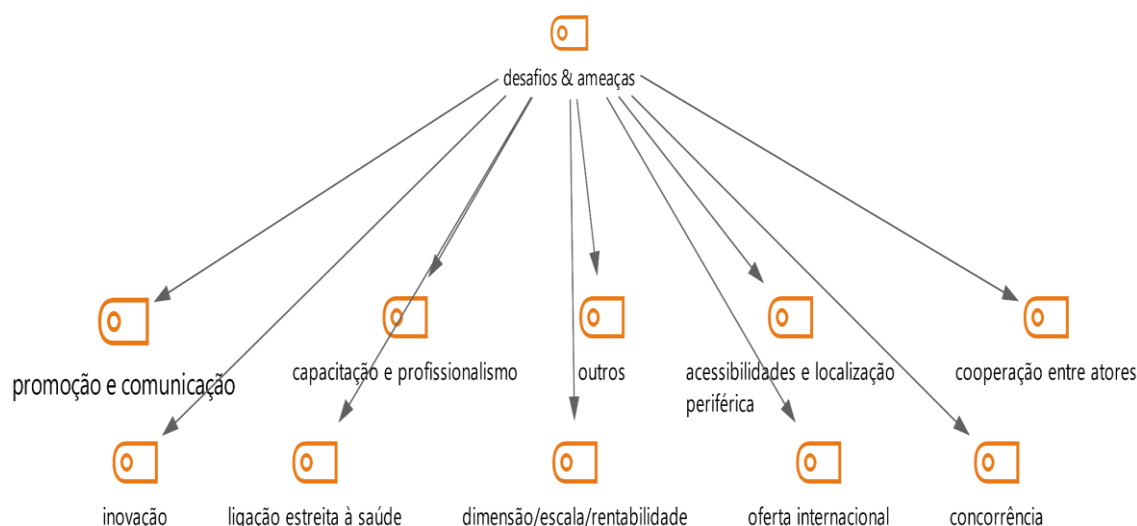 desafios & ameaças
promoção e comunicação
capacitação e profissionalismo
outros
acessibilidades e localização
periférica
cooperação entre atores
inovação
ligação estreita à saúde
dimensão/escala/rentabilidade
oferta internacional
concorrência